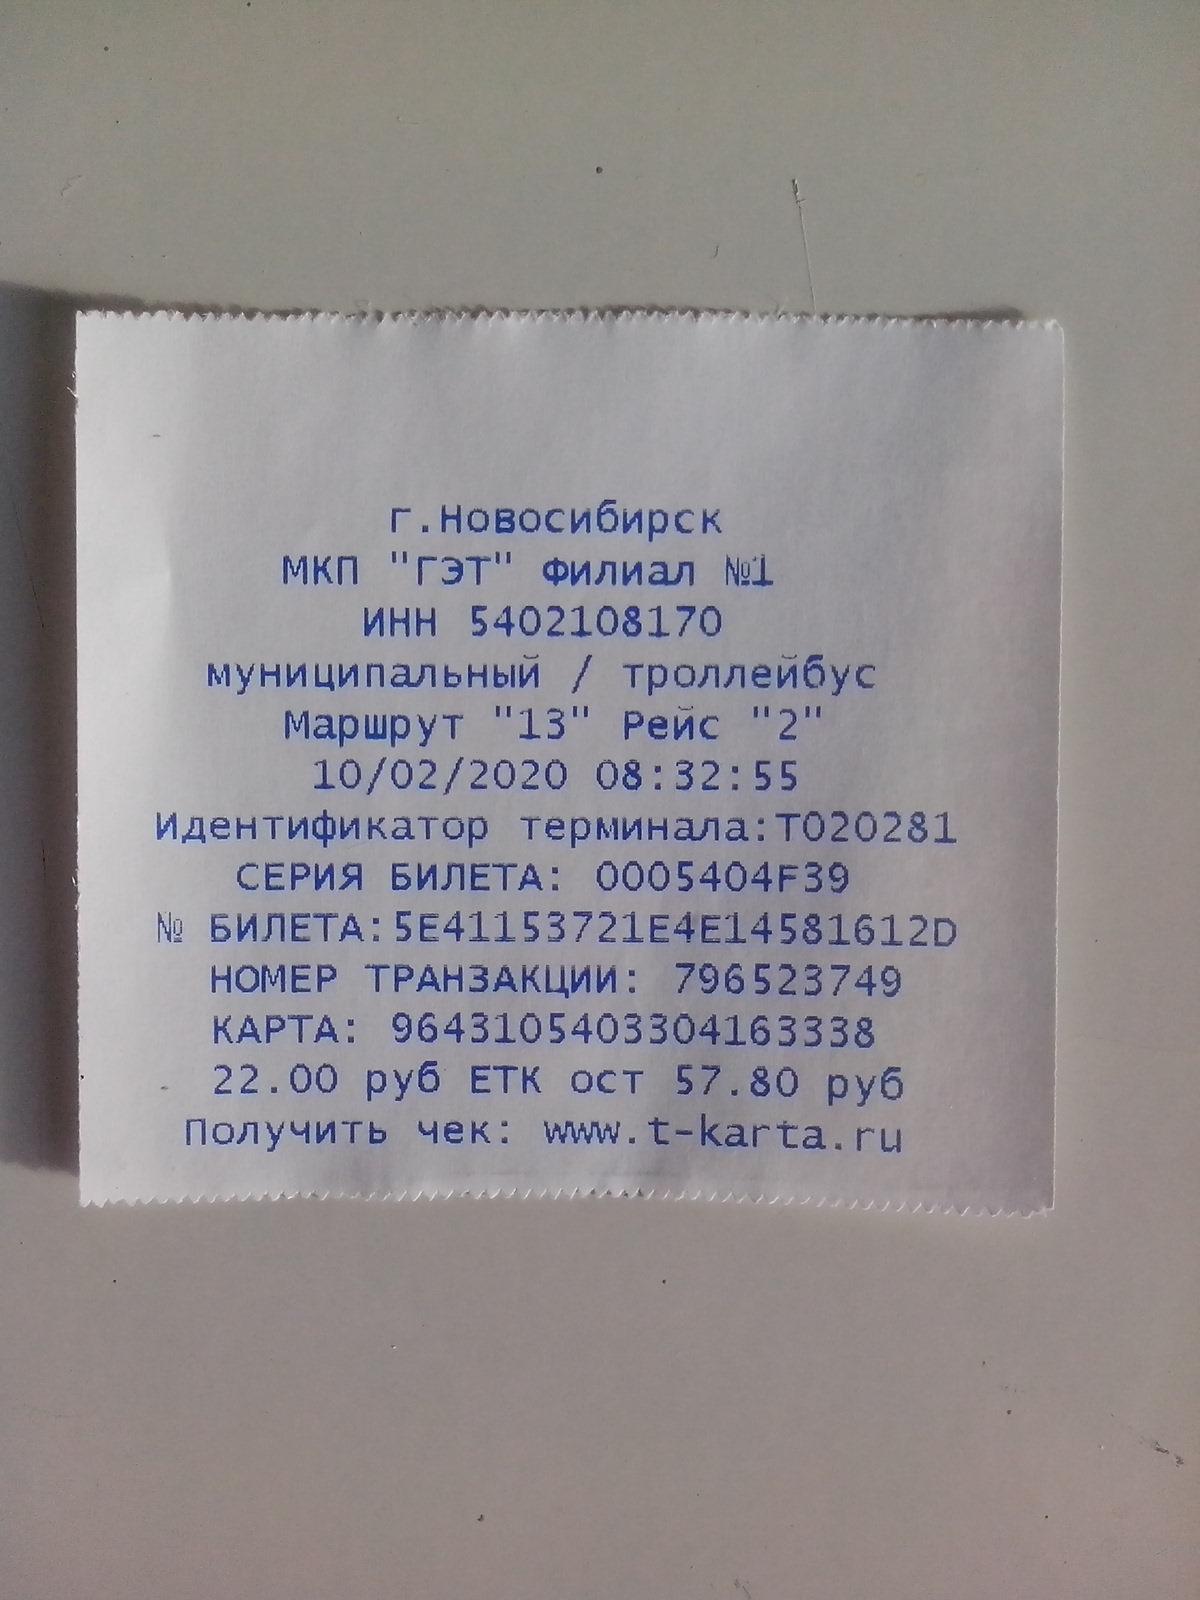 г.Новосибирск
МКП "ГЭТ" Филиал №1
ИНН 5402108170
муниципальный / троллейбус
Маршрут "13" Рейс "2"
10/02/2020 08:32:55
Идентификатор терминала:T020281
СЕРИЯ БИЛЕТА: 0005404F39
№ БИЛЕТА:5E41153721E4E14581612D
НОМЕР ТРАНЗАКЦИИ: 796523749
КАРТА: 9643105403304163338
22.00 руб ЕТК ост 57.80 руб
Получить чек: www.t-karta.ru